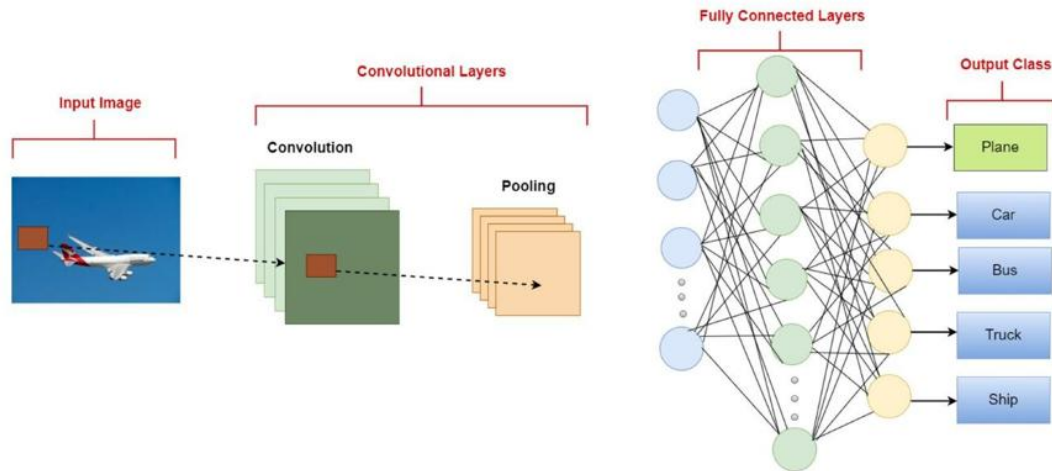 Fully Connected Layers
Convolutional Layers
Output Class
Input Image
Convolution
Pooling
Plane
Car
Bus
Truck
Ship